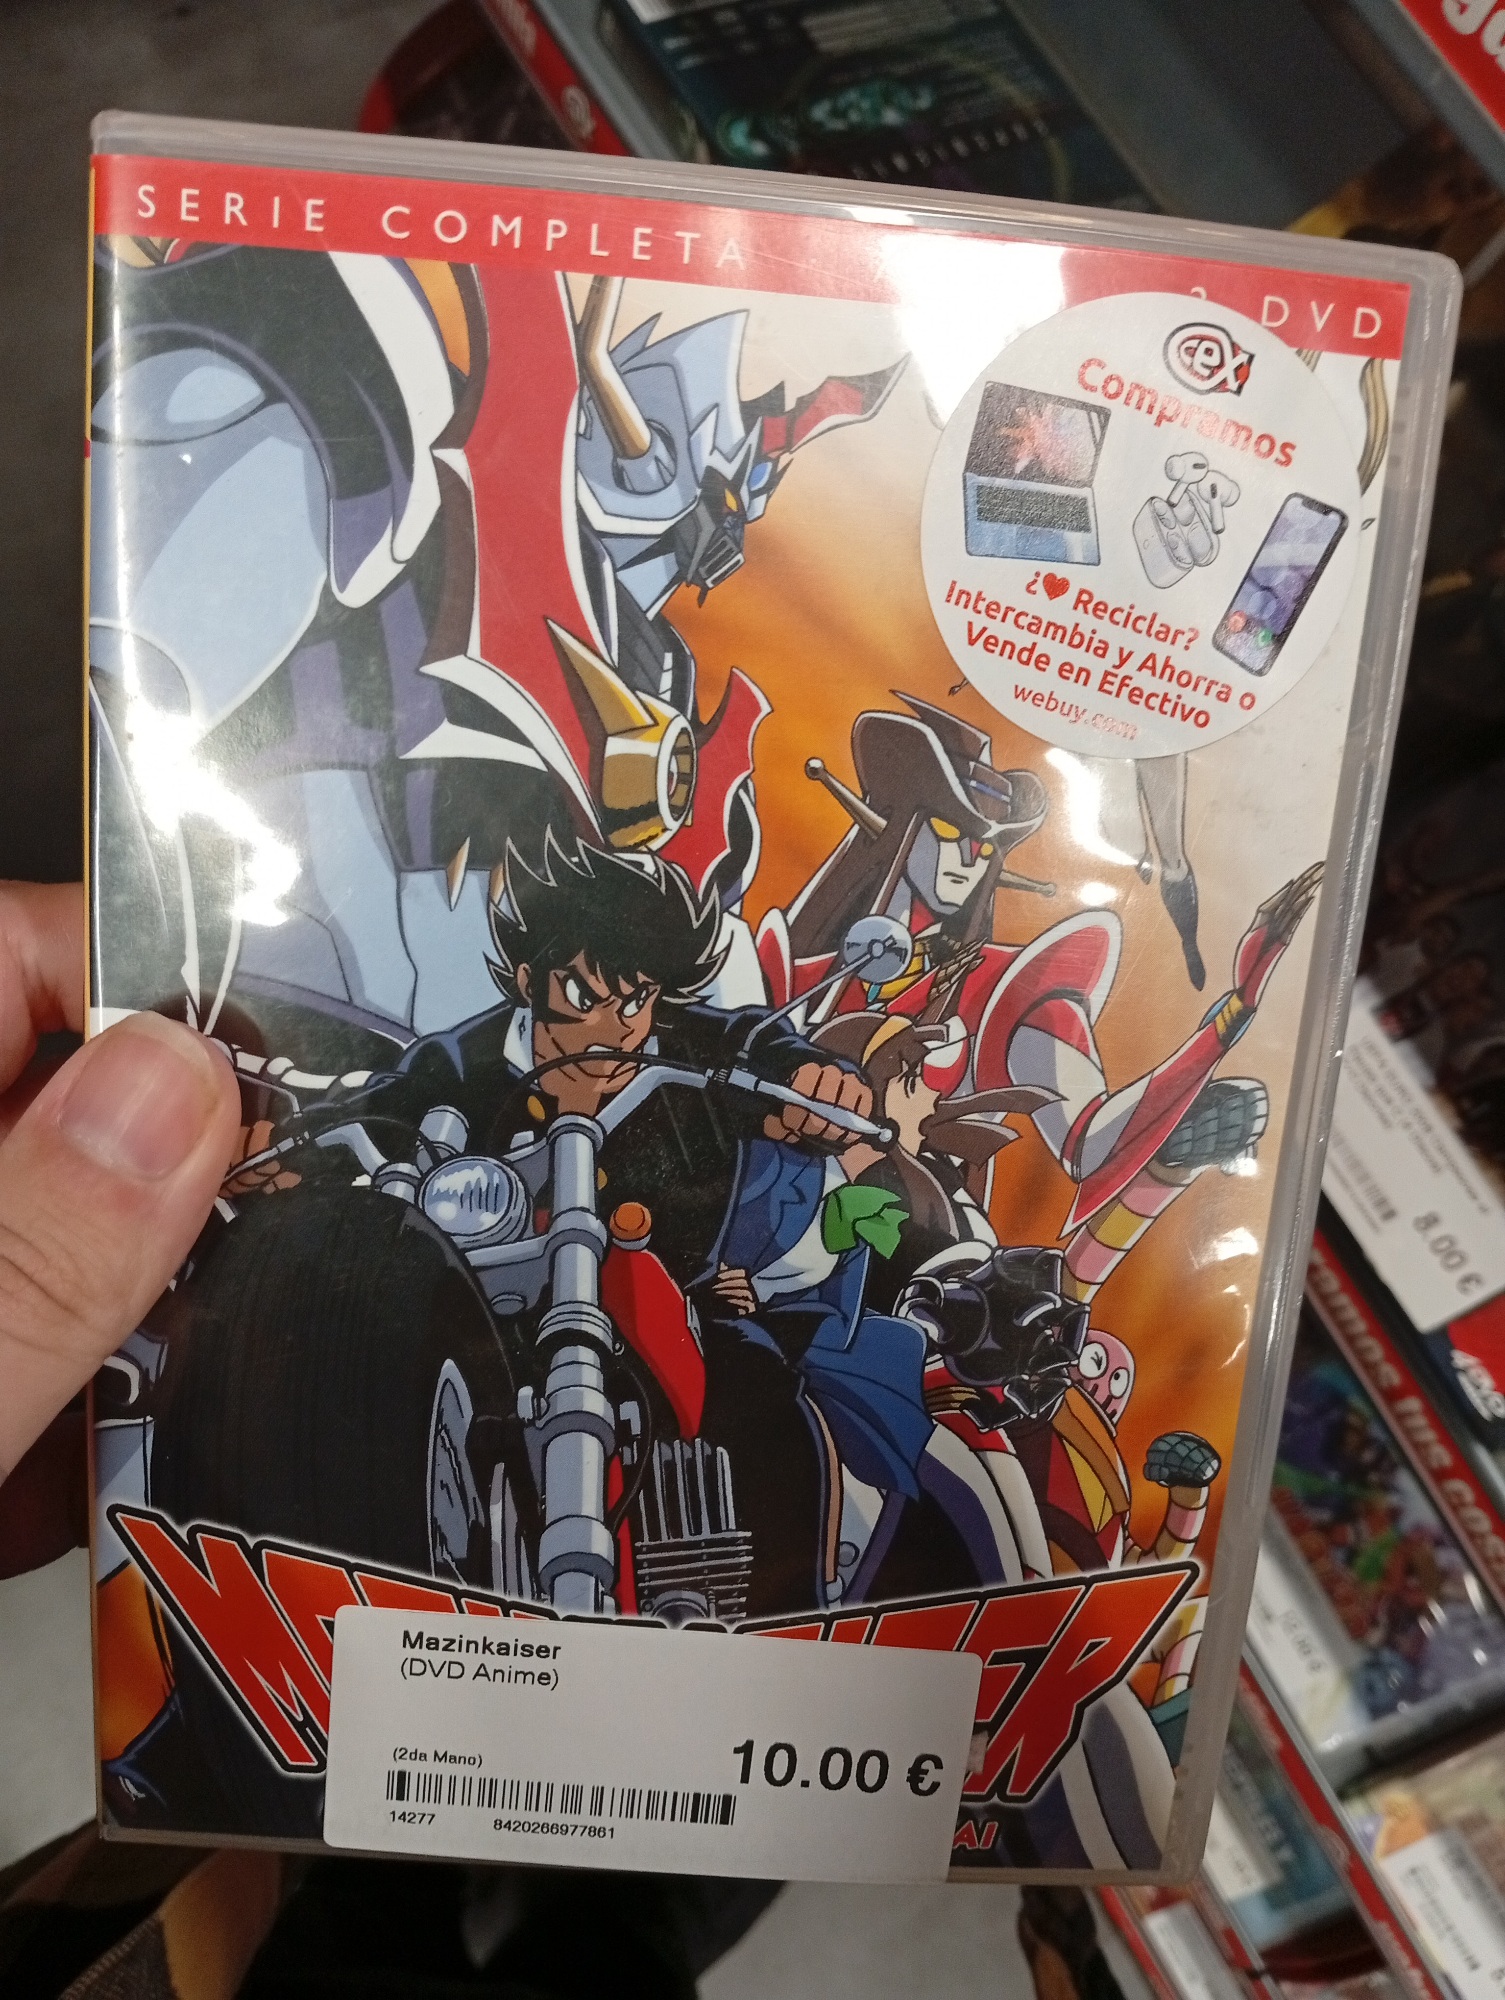 SERIE COMPLETA
DVD
cex
Compramos
¿❤ Reciclar?
Intercambia y Ahorra o
Vende en Efectivo
webuy.com
8.00 €
Mazinkaiser
(DVD Anime)
(2da Mano)
10.00 €
14277 8420266977861
AI